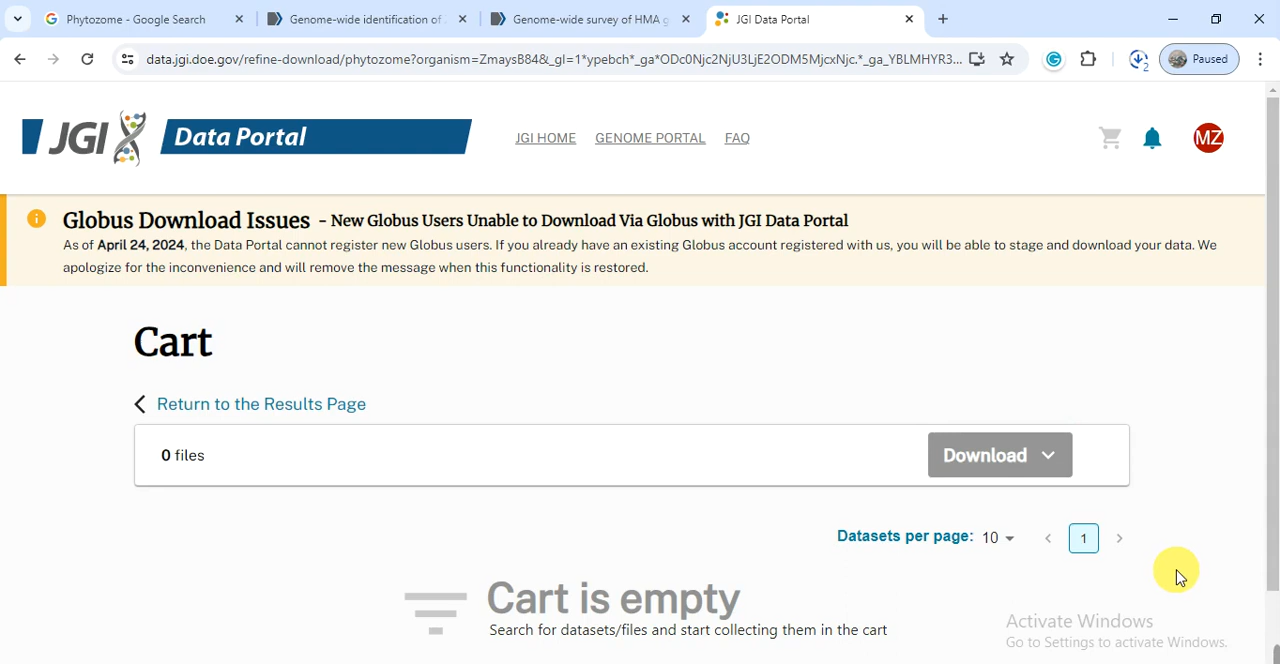 Phytozome - Google Search
Genome-wide identification of
Genome-wide survey of HMA g
JGI Data Portal
data.jgi.doe.gov/refine-download/phytozome?organism=ZmaysB84&_gl=1*ypebch*_ga*ODc0Njc2NjU3LjE2ODM5MjcxNjc.*_ga_YBLMHYR3...
2
Paused
JGI
Data Portal
JGI HOME
GENOME PORTAL
FAQ
MZ
Globus Download Issues - New Globus Users Unable to Download Via Globus with JGI Data Portal
As of April 24, 2024, the Data Portal cannot register new Globus users. If you already have an existing Globus account registered with us, you will be able to stage and download your data. We
apologize for the inconvenience and will remove the message when this functionality is restored.
Cart
Return to the Results Page
0 files
Download
Datasets per page: 10
1
Cart is empty
Search for datasets/files and start collecting them in the cart
Activate Windows
Go to Settings to activate Windows.